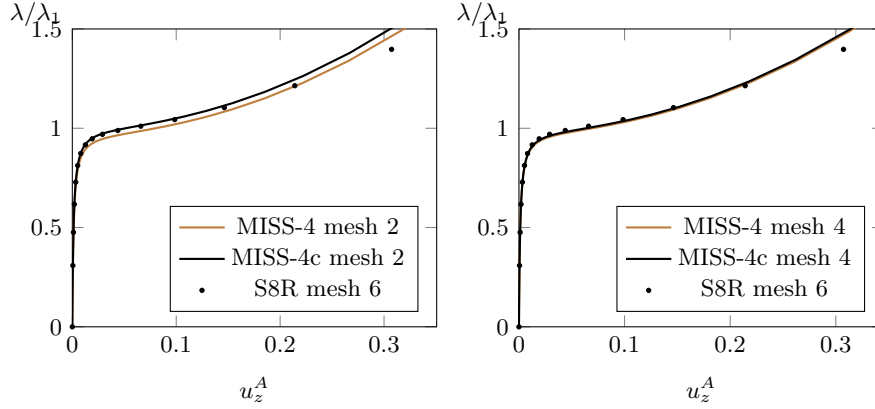 λ/λ₁
1.5
1
0.5
0
0
0.1
0.2
0.3
u_z^A
MISS-4 mesh 2
MISS-4c mesh 2
S8R mesh 6
λ/λ₁
1.5
1
0.5
0
0
0.1
0.2
0.3
u_z^A
MISS-4 mesh 4
MISS-4c mesh 4
S8R mesh 6